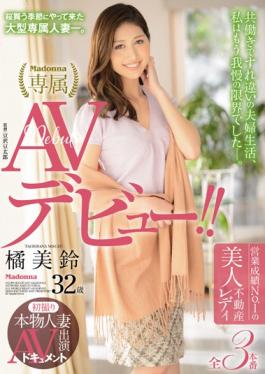 桜舞う季節にやって来た
大型専属人妻―。
共働きですれ違いの夫婦生活、
私はもう我慢の限界でした―
Madonna
専属
AV
Debut
デビュー!!
橘美鈴
TACHIBANA MISUZU
32歳
Madonna
初撮り
本物人妻
出演
AVドキュメント
営業成績No.1の
美人不動産
レディ
全3本番